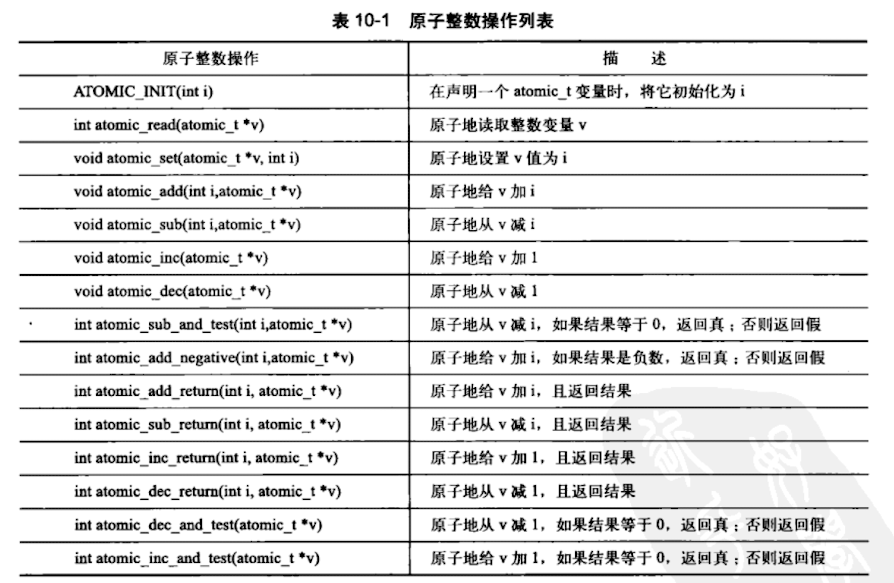 表 10-1 原子整数操作列表
原子整数操作 描 述
ATOMIC_INIT(int i) 在声明一个 atomic_t 变量时，将它初始化为 i
int atomic_read(atomic_t *v) 原子地读取整数变量 v
void atomic_set(atomic_t *v, int i) 原子地设置 v 值为 i
void atomic_add(int i,atomic_t *v) 原子地给 v 加 i
void atomic_sub(int i,atomic_t *v) 原子地从 v 减 i
void atomic_inc(atomic_t *v) 原子地给 v 加 1
void atomic_dec(atomic_t *v) 原子地从 v 减 1
int atomic_sub_and_test(int i,atomic_t *v) 原子地从 v 减 i，如果结果等于 0，返回真；否则返回假
int atomic_add_negative(int i,atomic_t *v) 原子地给 v 加 i，如果结果是负数，返回真；否则返回假
int atomic_add_return(int i, atomic_t *v) 原子地给 v 加 i，且返回结果
int atomic_sub_return(int i, atomic_t *v) 原子地从 v 减 i，且返回结果
int atomic_inc_return(int i, atomic_t *v) 原子地给 v 加 1，且返回结果
int atomic_dec_return(int i, atomic_t *v) 原子地从 v 减 1，且返回结果
int atomic_dec_and_test(atomic_t *v) 原子地从 v 减 1，如果结果等于 0，返回真；否则返回假
int atomic_inc_and_test(atomic_t *v) 原子地给 v 加 1，如果结果等于 0，返回真；否则返回假